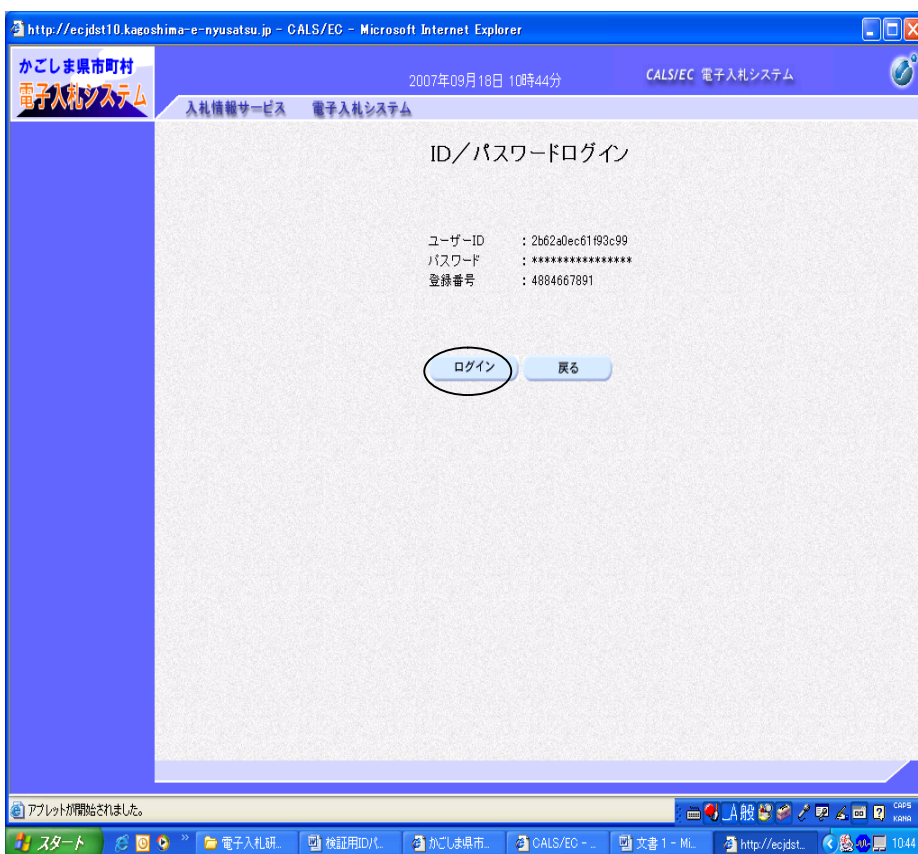 http://ecjdst10.kagoshima-e-nyusatsu.jp - CALS/EC - Microsoft Internet Explorer
かごしま県市町村
電子入札システム
2007年09月18日 10時44分
CALS/EC 電子入札システム
入札情報サービス 電子入札システム
ID／パスワードログイン
ユーザーID : 2b62a0ec61f93c99
パスワード : ****************
登録番号 : 4884667891
ログイン 戻る
アプレットが開始されました。
A般
CAPS
KANA
スタート
電子入札研...
検証用ID/パ...
かごしま県市...
CALS/EC - ...
文書 1 - Mi...
http://ecjdst...
10:44